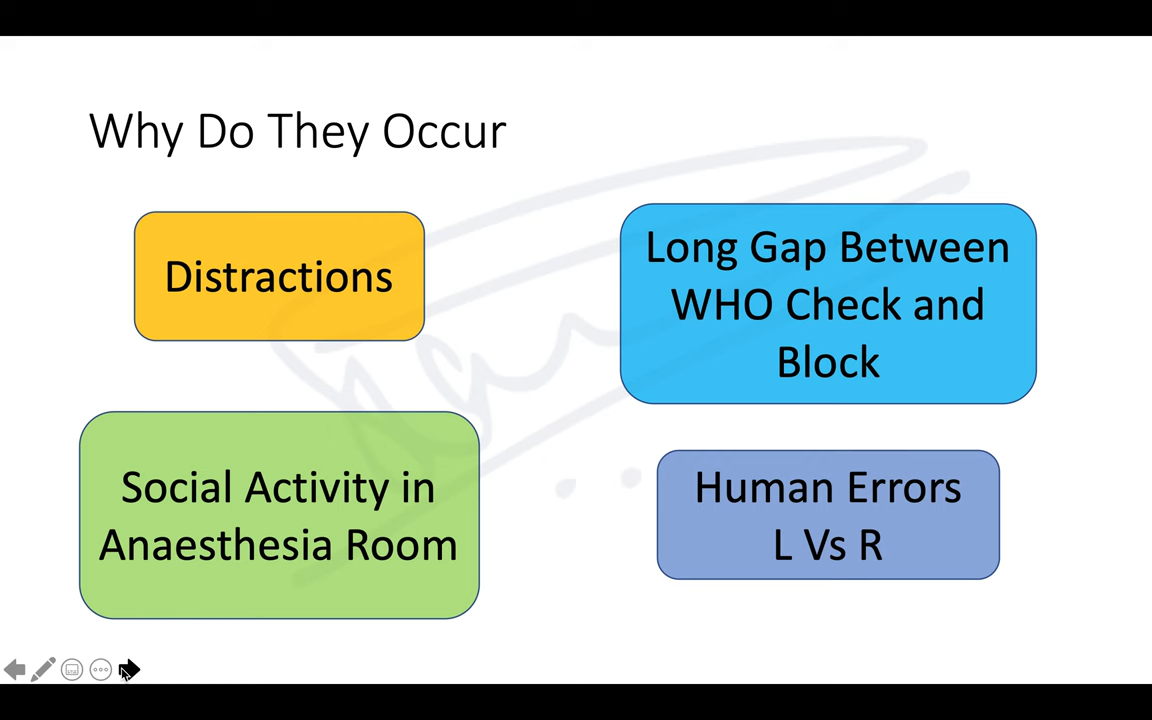 Why Do They Occur
Distractions
Long Gap Between
WHO Check and
Block
Social Activity in
Anaesthesia Room
Human Errors
L Vs R